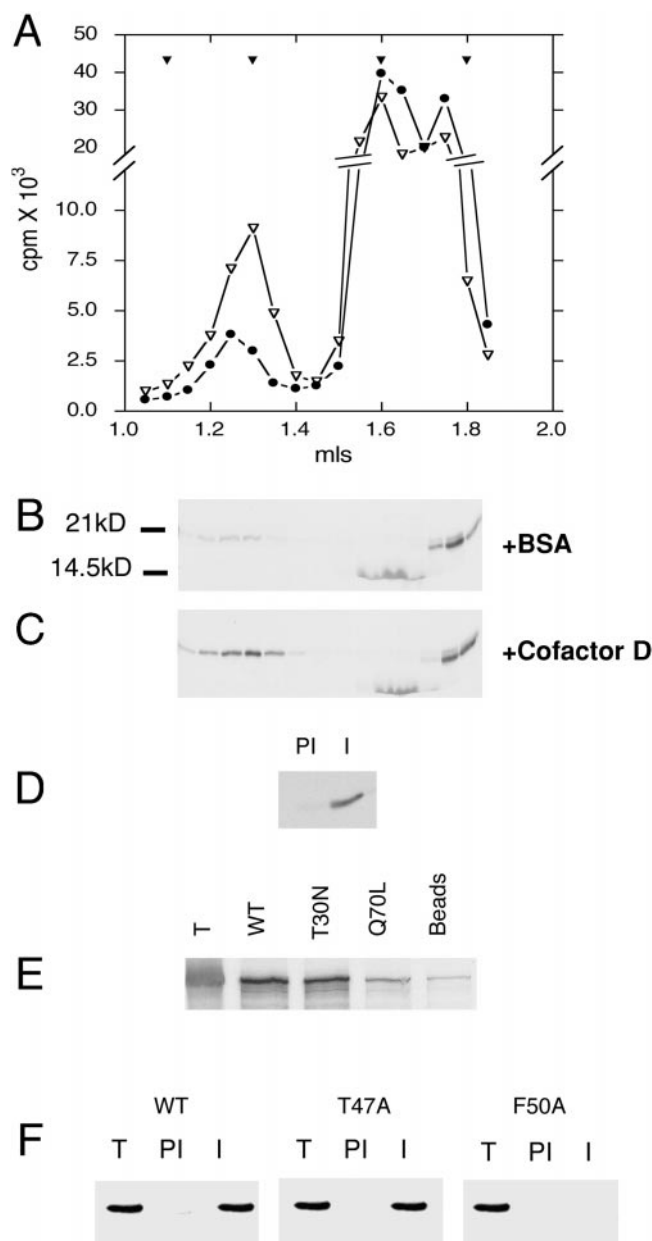 A
50
40
30
20
10.0
7.5
5.0
2.5
0.0
cpm X 10³
1.0 1.2 1.4 1.6 1.8 2.0
mls
B
21kD
14.5kD
+BSA
C
+Cofactor D
D
PI I
E
T WT T30N Q70L Beads
F
WT T47A F50A
T PI I T PI I T PI I